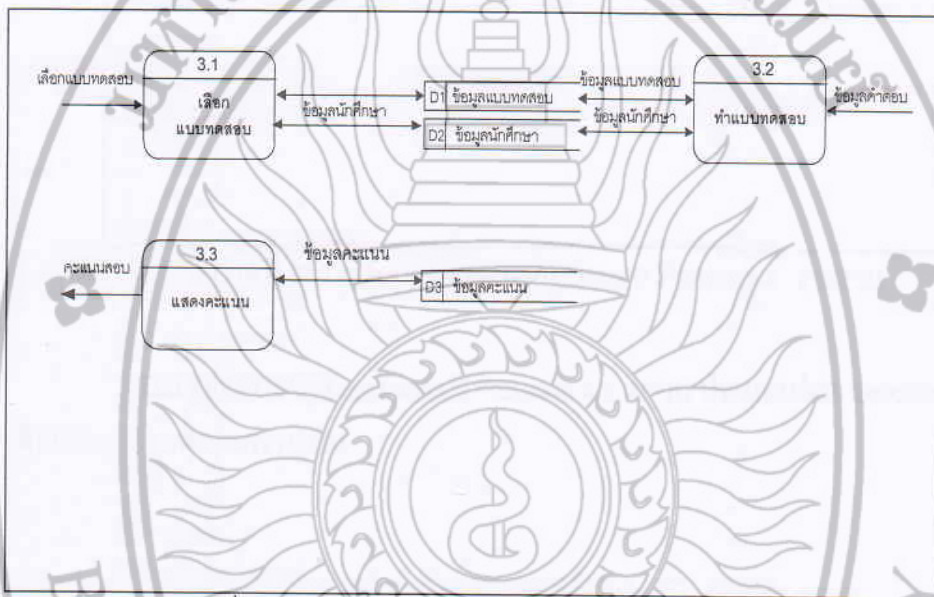 3.1
เลือก
แบบทดสอบ
เลือกแบบทดสอบ
ข้อมูลนักศึกษา
D1 ข้อมูลแบบทดสอบ
D2 ข้อมูลนักศึกษา
ข้อมูลแบบทดสอบ
ข้อมูลนักศึกษา
3.2
ทำแบบทดสอบ
ข้อมูลคำตอบ
คะแนนสอบ
3.3
แสดงคะแนน
ข้อมูลคะแนน
D3 ข้อมูลคะแนน